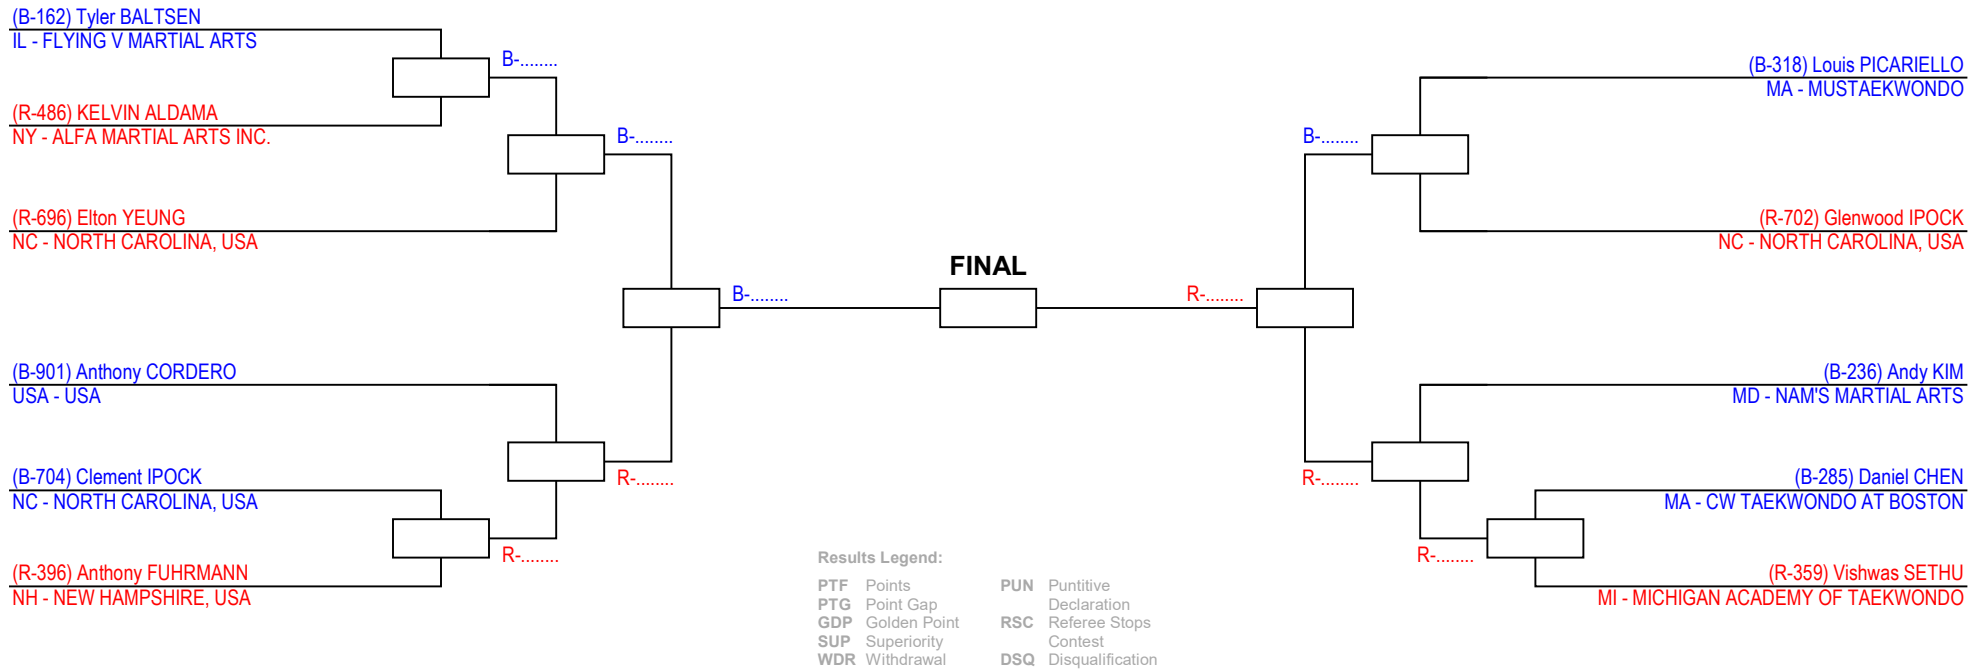 (B-162) Tyler BALTSEN
IL - FLYING V MARTIAL ARTS
B-........
(R-486) KELVIN ALDAMA
NY - ALFA MARTIAL ARTS INC.
B-........
(R-696) Elton YEUNG
NC - NORTH CAROLINA, USA
B-........
(B-901) Anthony CORDERO
USA - USA
(B-704) Clement IPOCK
NC - NORTH CAROLINA, USA
R-........
R-........
(R-396) Anthony FUHRMANN
NH - NEW HAMPSHIRE, USA
FINAL
(B-318) Louis PICARIELLO
MA - MUSTAEKWONDO
B-........
(R-702) Glenwood IPOCK
NC - NORTH CAROLINA, USA
R-........
(B-236) Andy KIM
MD - NAM'S MARTIAL ARTS
R-........
(B-285) Daniel CHEN
MA - CW TAEKWONDO AT BOSTON
R-........
(R-359) Vishwas SETHU
MI - MICHIGAN ACADEMY OF TAEKWONDO
Results Legend:
PTF Points
PTG Point Gap
GDP Golden Point
SUP Superiority
WDR Withdrawal
PUN Puntitive
Declaration
RSC Referee Stops
Contest
DSQ Disqualification